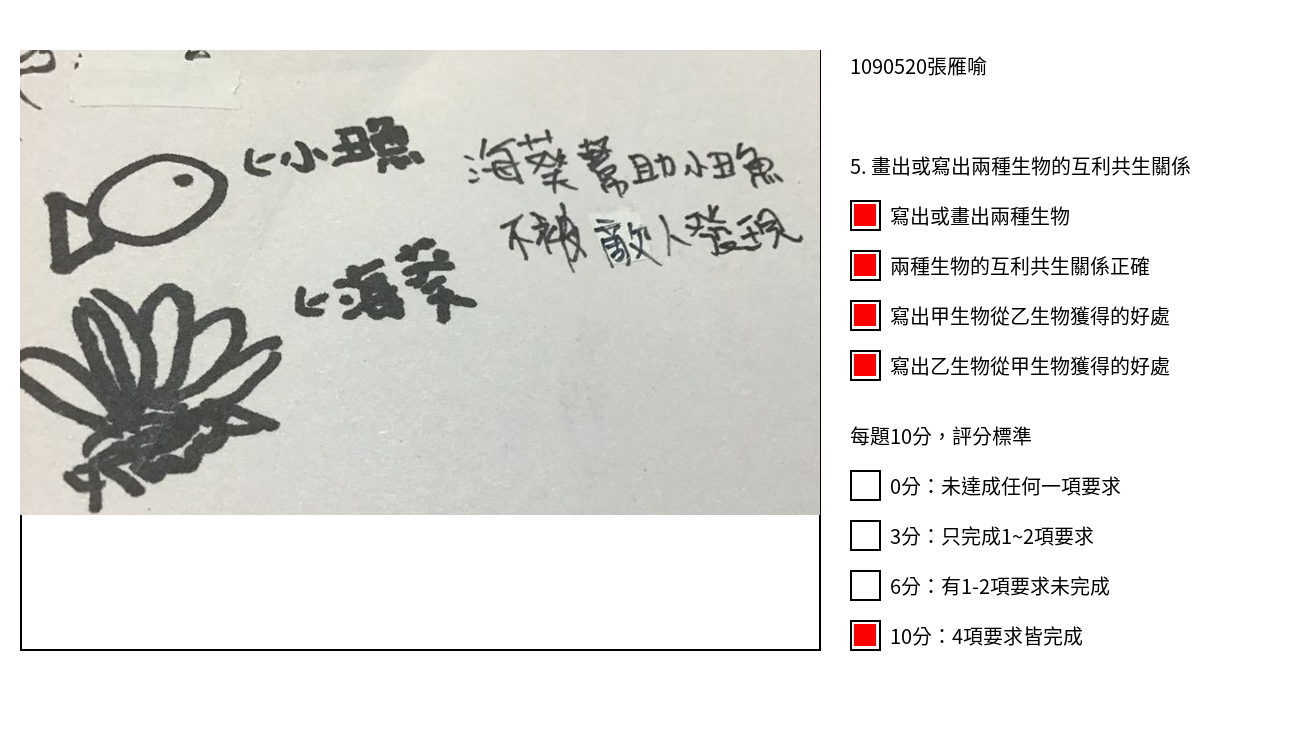 1090520張雁喻
←小丑魚
海葵幫助小丑魚
不被敵人發現
←海葵
5. 畫出或寫出兩種生物的互利共生關係
寫出或畫出兩種生物
兩種生物的互利共生關係正確
寫出甲生物從乙生物獲得的好處
寫出乙生物從甲生物獲得的好處
每題10分，評分標準
0分：未達成任何一項要求
3分：只完成1~2項要求
6分：有1-2項要求未完成
10分：4項要求皆完成